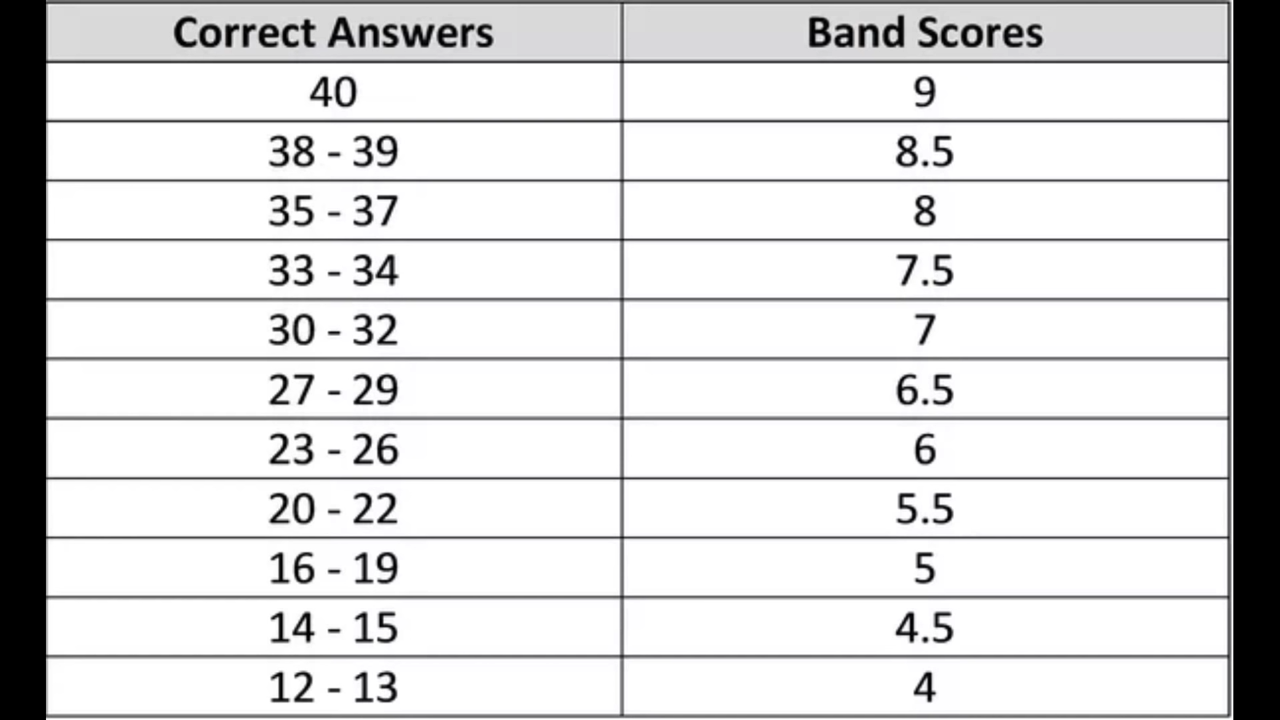 Correct Answers Band Scores
40 9
38 - 39 8.5
35 - 37 8
33 - 34 7.5
30 - 32 7
27 - 29 6.5
23 - 26 6
20 - 22 5.5
16 - 19 5
14 - 15 4.5
12 - 13 4